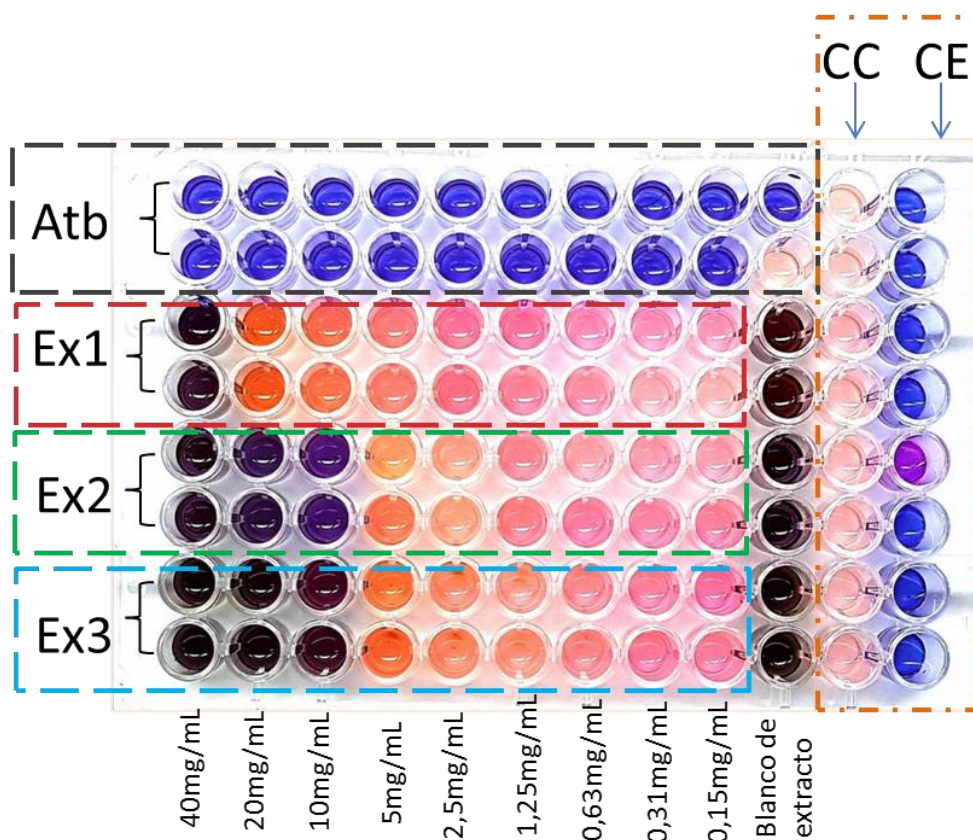 CC CE
Atb
Ex1
Ex2
Ex3
40mg/mL
20mg/mL
10mg/mL
5mg/mL
2,5mg/mL
1,25mg/mL
0,63mg/mL
0,31mg/mL
0,15mg/mL
Blanco de
extracto